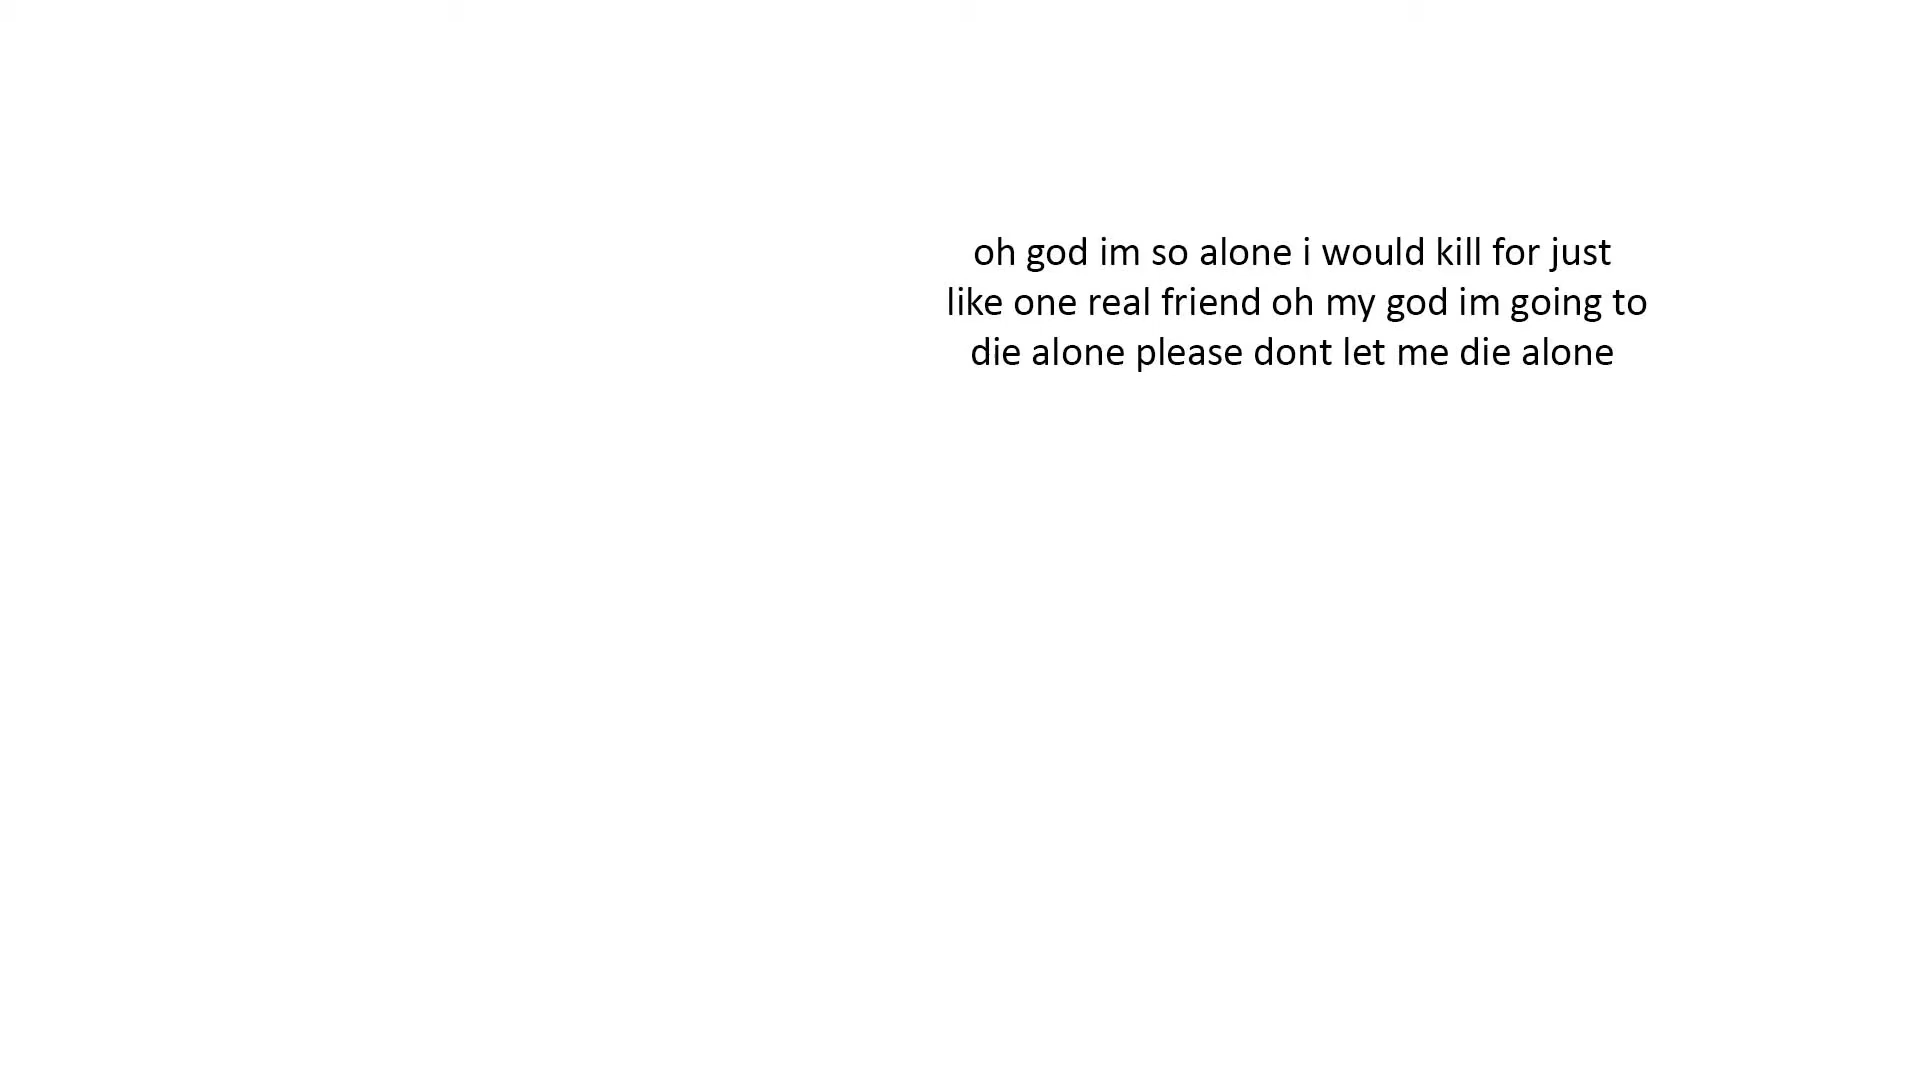 oh god im so alone i would kill for just
like one real friend oh my god im going to
die alone please dont let me die alone